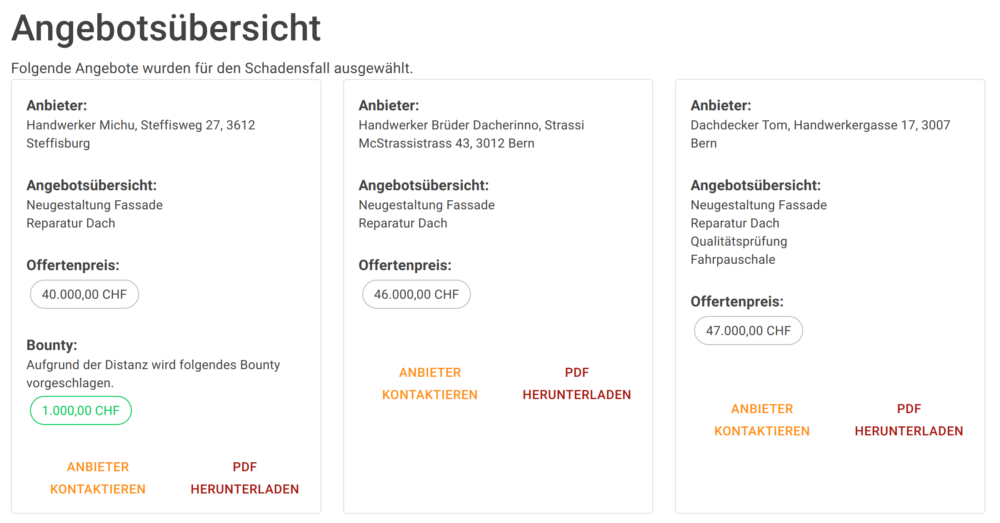 Angebotsübersicht
Folgende Angebote wurden für den Schadensfall ausgewählt.
Anbieter:
Handwerker Michu, Steffisweg 27, 3612
Steffisburg
Angebotsübersicht:
Neugestaltung Fassade
Reparatur Dach
Offertenpreis:
40.000,00 CHF
Bounty:
Aufgrund der Distanz wird folgendes Bounty
vorgeschlagen.
1.000,00 CHF
ANBIETER
KONTAKTIEREN
PDF
HERUNTERLADEN
Anbieter:
Handwerker Brüder Dacherinno, Strassi
McStrassistrass 43, 3012 Bern
Angebotsübersicht:
Neugestaltung Fassade
Reparatur Dach
Offertenpreis:
46.000,00 CHF
ANBIETER
KONTAKTIEREN
PDF
HERUNTERLADEN
Anbieter:
Dachdecker Tom, Handwerkergasse 17, 3007
Bern
Angebotsübersicht:
Neugestaltung Fassade
Reparatur Dach
Qualitätsprüfung
Fahrpauschale
Offertenpreis:
47.000,00 CHF
ANBIETER
KONTAKTIEREN
PDF
HERUNTERLADEN